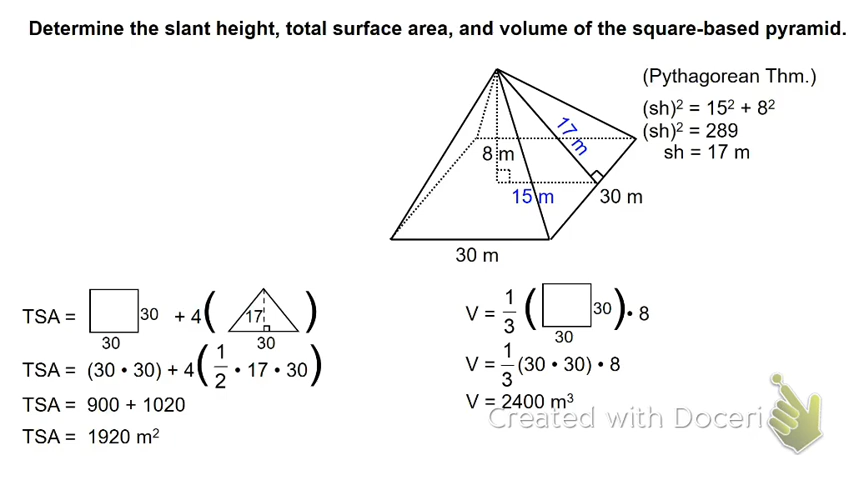 Determine the slant height, total surface area, and volume of the square-based pyramid.
(Pythagorean Thm.)
(sh)² = 15² + 8²
(sh)² = 289
sh = 17 m
17 m
8 m
15 m
30 m
30 m
TSA = 30 + 4( 17 )
30 30
TSA = (30 • 30) + 4(1/2 • 17 • 30)
TSA = 900 + 1020
TSA = 1920 m²
V = 1/3 ( 30 ) • 8
30
V = 1/3 (30 • 30) • 8
V = 2400 m³
Created with Doceri